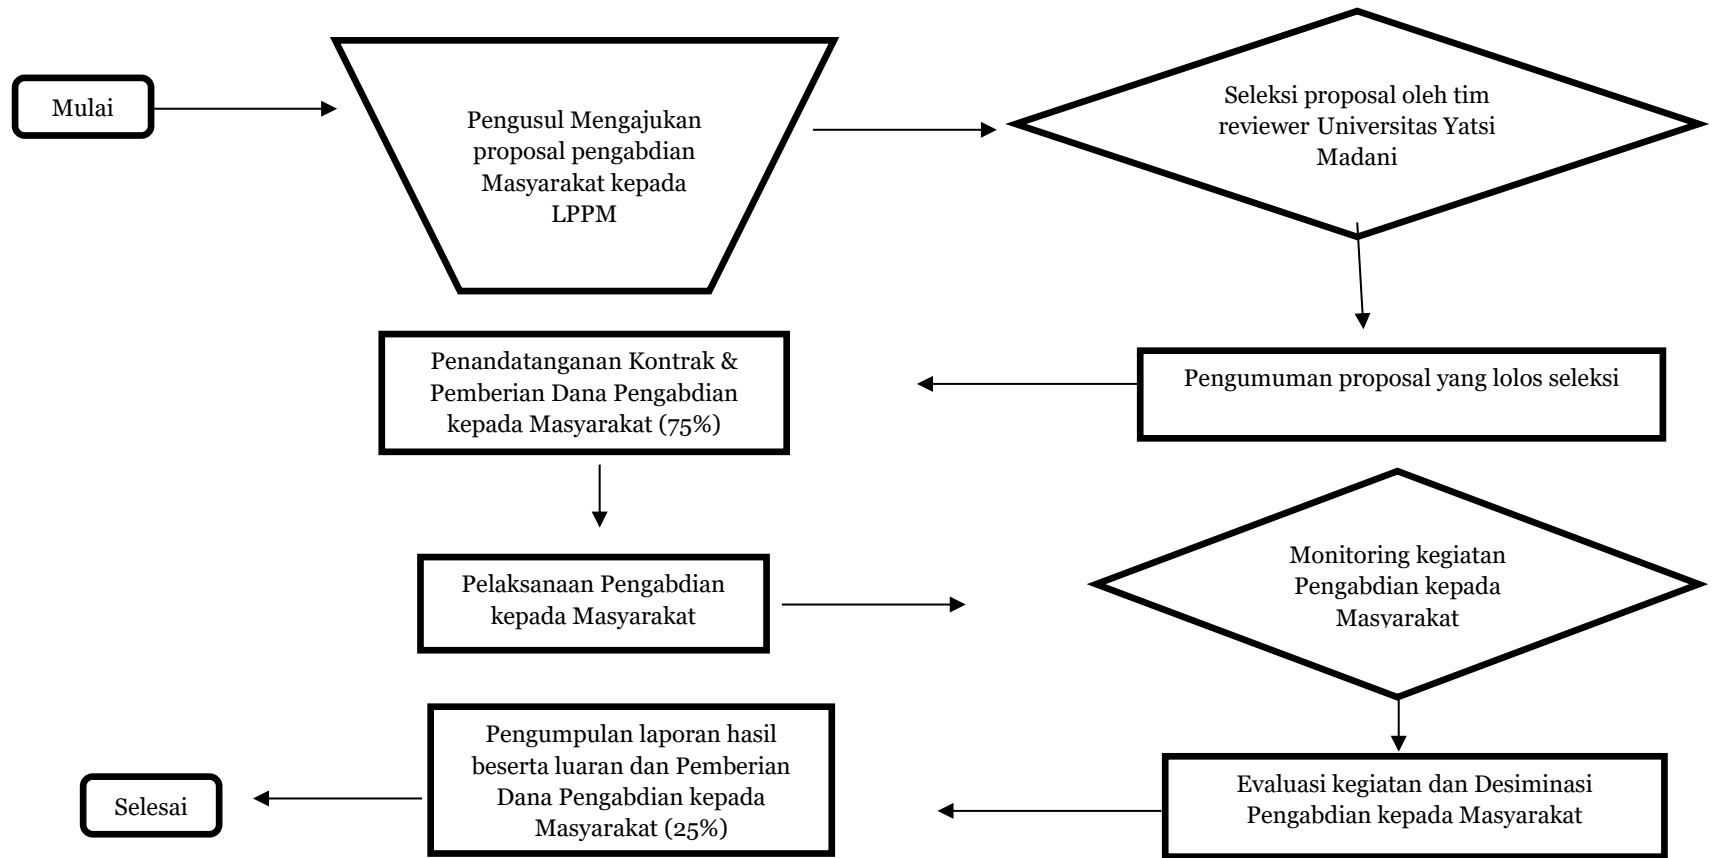 Mulai
Pengusul Mengajukan
proposal pengabdian
Masyarakat kepada
LPPM
Seleksi proposal oleh tim
reviewer Universitas Yatsi
Madani
Pengumuman proposal yang lolos seleksi
Penandatanganan Kontrak &
Pemberian Dana Pengabdian
kepada Masyarakat (75%)
Pelaksanaan Pengabdian
kepada Masyarakat
Monitoring kegiatan
Pengabdian kepada
Masyarakat
Evaluasi kegiatan dan Desiminasi
Pengabdian kepada Masyarakat
Pengumpulan laporan hasil
beserta luaran dan Pemberian
Dana Pengabdian kepada
Masyarakat (25%)
Selesai